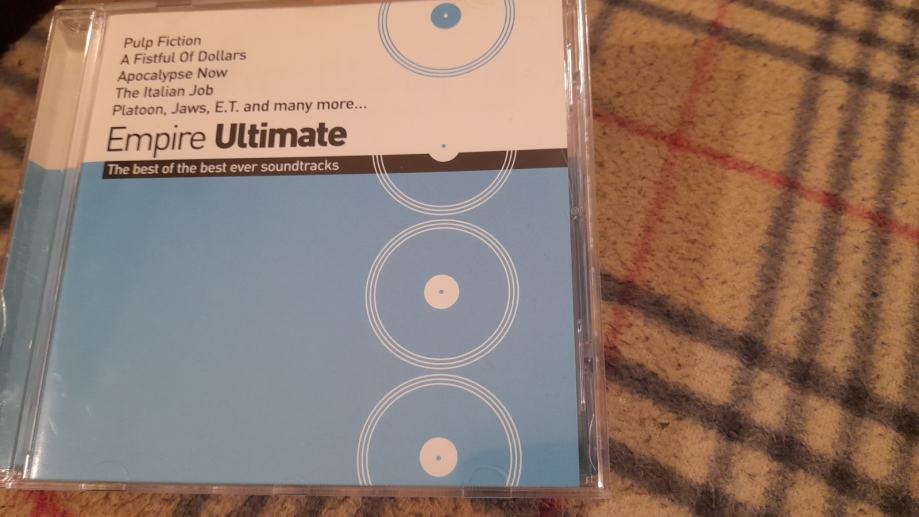 Pulp Fiction
A Fistful Of Dollars
Apocalypse Now
The Italian Job
Platoon, Jaws, E.T. and many more...
Empire Ultimate
The best of the best ever soundtracks